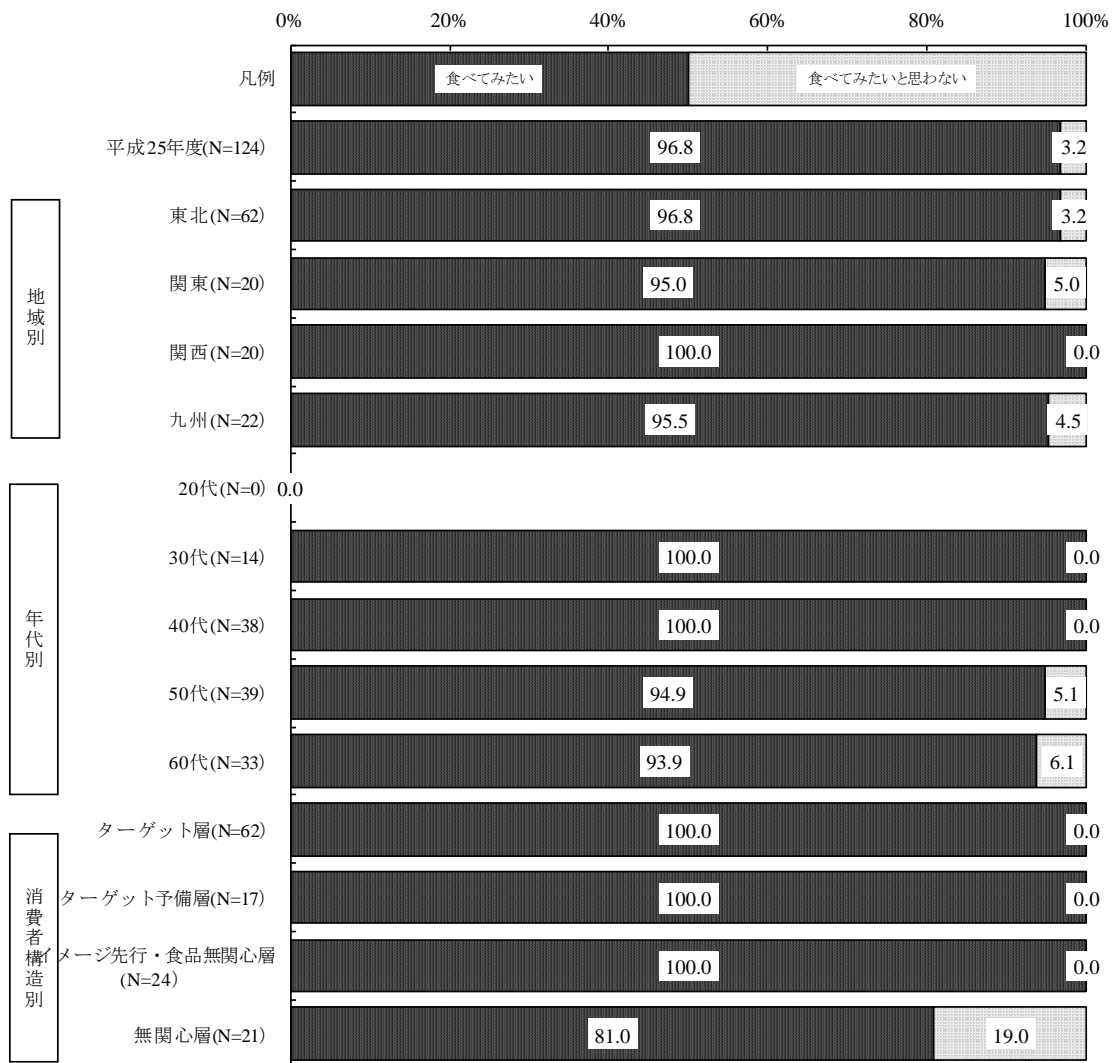 0% 20% 40% 60% 80% 100%
凡例 食べてみたい 食べてみたいと思わない
平成25年度(N=124) 96.8 3.2
地域別
東北(N=62) 96.8 3.2
関東(N=20) 95.0 5.0
関西(N=20) 100.0 0.0
九州(N=22) 95.5 4.5
年代別
20代(N=0) 0.0
30代(N=14) 100.0 0.0
40代(N=38) 100.0 0.0
50代(N=39) 94.9 5.1
60代(N=33) 93.9 6.1
消費者構造別
ターゲット層(N=62) 100.0 0.0
ターゲット予備層(N=17) 100.0 0.0
イメージ先行・食品無関心層
(N=24) 100.0 0.0
無関心層(N=21) 81.0 19.0